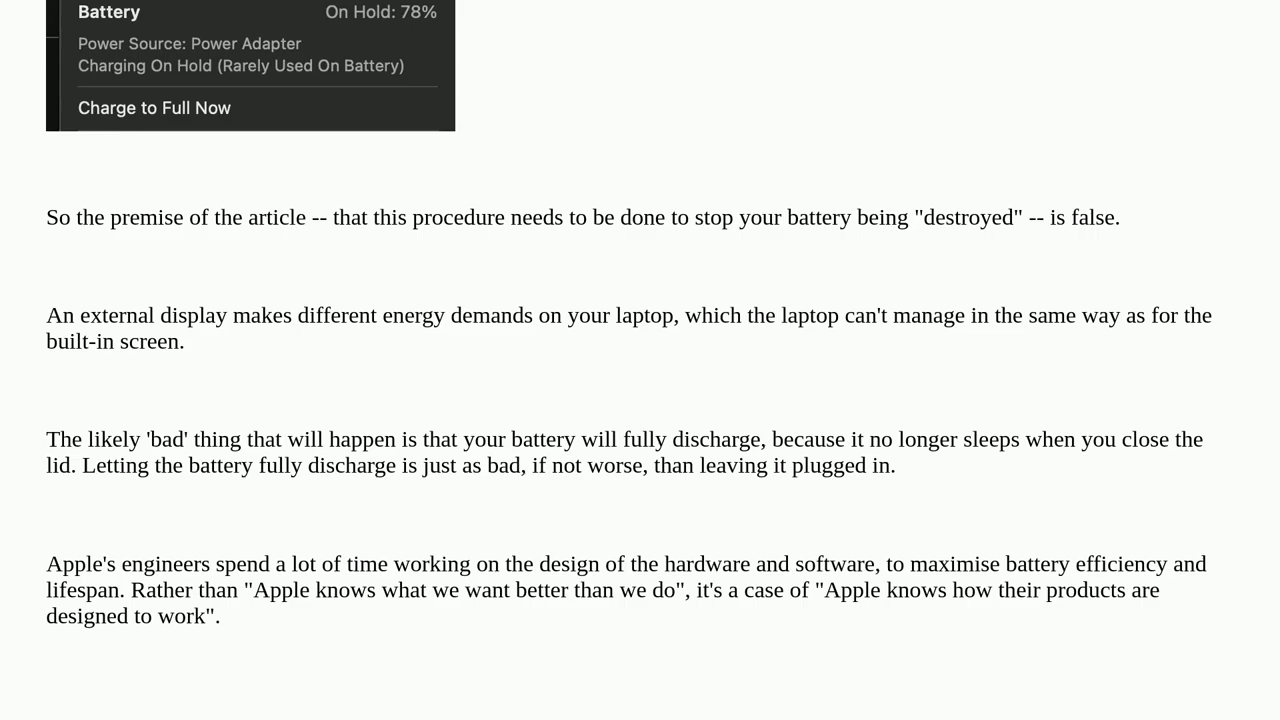 Battery On Hold: 78%
Power Source: Power Adapter
Charging On Hold (Rarely Used On Battery)
Charge to Full Now
So the premise of the article -- that this procedure needs to be done to stop your battery being "destroyed" -- is false.
An external display makes different energy demands on your laptop, which the laptop can't manage in the same way as for the
built-in screen.
The likely 'bad' thing that will happen is that your battery will fully discharge, because it no longer sleeps when you close the
lid. Letting the battery fully discharge is just as bad, if not worse, than leaving it plugged in.
Apple's engineers spend a lot of time working on the design of the hardware and software, to maximise battery efficiency and
lifespan. Rather than "Apple knows what we want better than we do", it's a case of "Apple knows how their products are
designed to work".